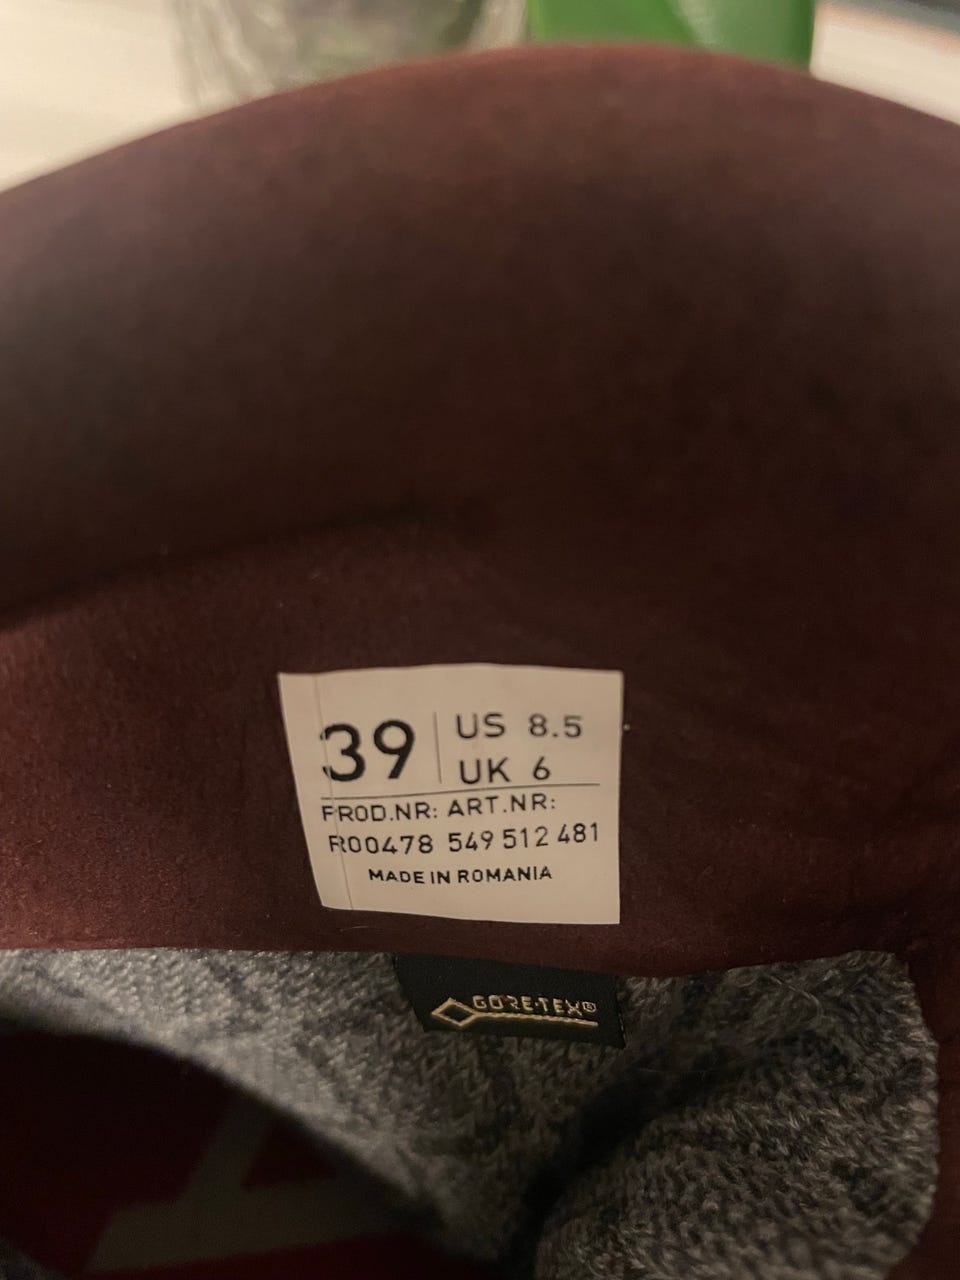 39
US 8.5
UK 6
PROD.NR: ART.NR:
R00478 549 512 481
MADE IN ROMANIA
GORE-TEX®